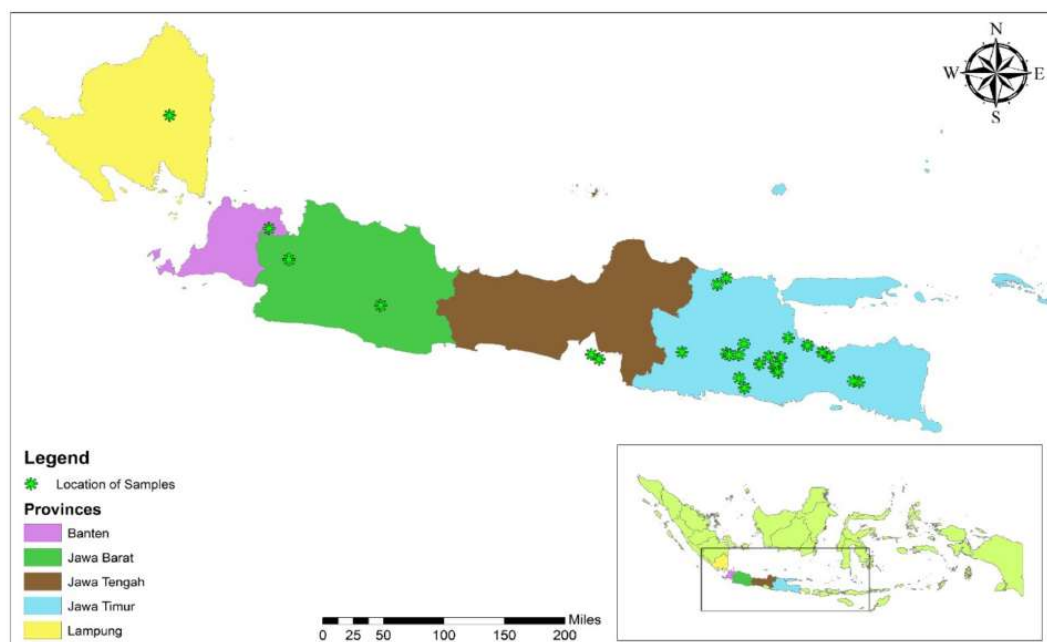 N
W E
S
Legend
Location of Samples
Provinces
Banten
Jawa Barat
Jawa Tengah
Jawa Timur
Lampung
Miles
0 25 50 100 150 200